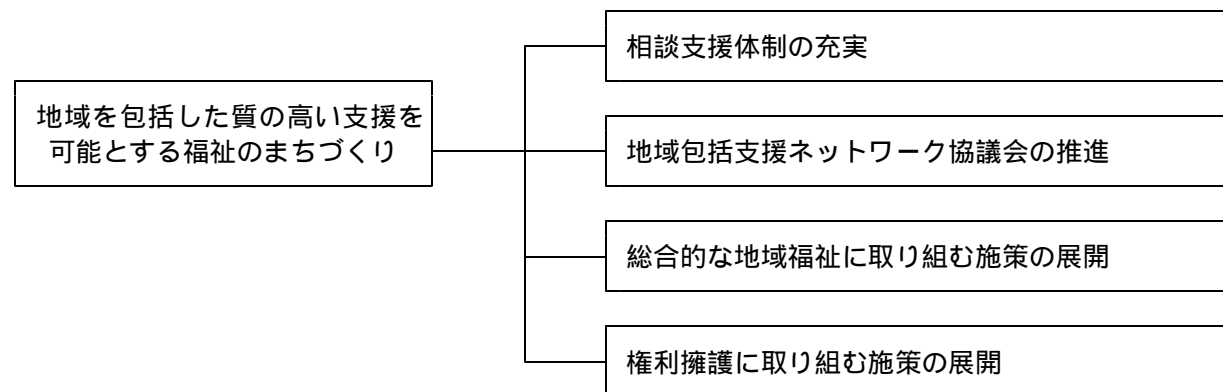 地域を包括した質の高い支援を
可能とする福祉のまちづくり
相談支援体制の充実
地域包括支援ネットワーク協議会の推進
総合的な地域福祉に取り組む施策の展開
権利擁護に取り組む施策の展開